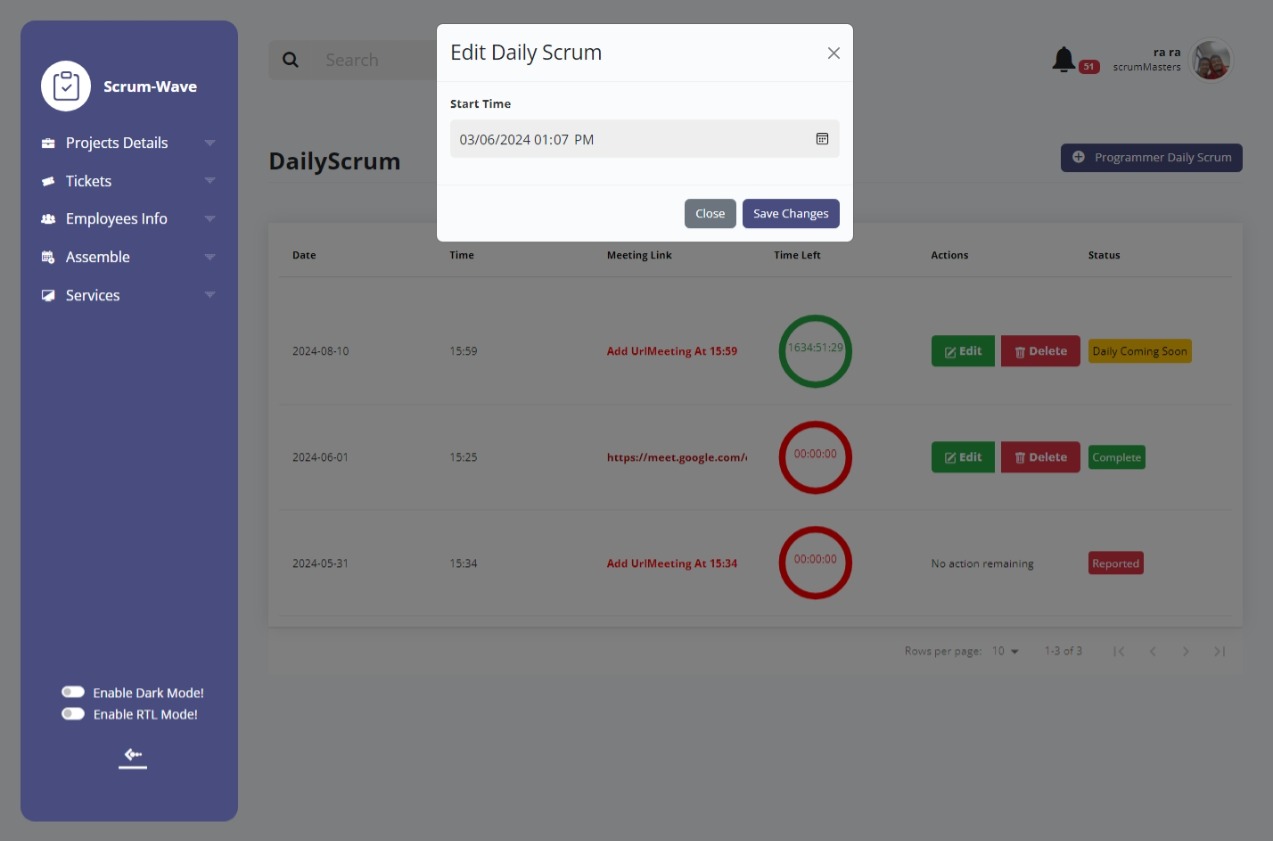 Scrum-Wave
Projects Details
Tickets
Employees Info
Assemble
Services
Enable Dark Mode!
Enable RTL Mode!
Search
51
ra ra
scrumMasters
DailyScrum
Programmer Daily Scrum
Edit Daily Scrum
Start Time
03/06/2024 01:07 PM
Close Save Changes
Date Time Meeting Link Time Left Actions Status
2024-08-10 15:59 Add UrlMeeting At 15:59 1634:51:29 Edit Delete Daily Coming Soon
2024-06-01 15:25 https://meet.google.com/ 00:00:00 Edit Delete Complete
2024-05-31 15:34 Add UrlMeeting At 15:34 00:00:00 No action remaining Reported
Rows per page: 10 1-3 of 3